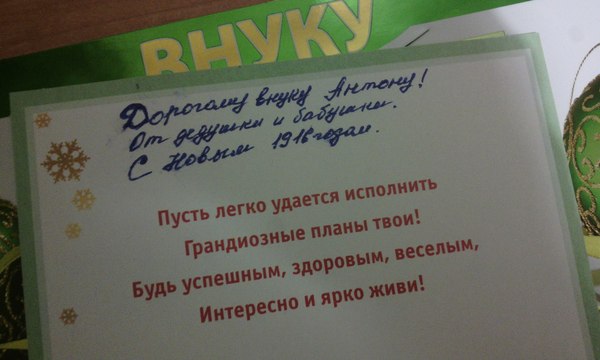 ВНУКУ
Дорогому внуку Антону!
От дедушки и бабушки.
С Новым 1916 годом.
Пусть легко удается исполнить
Грандиозные планы твои!
Будь успешным, здоровым, веселым,
Интересно и ярко живи!